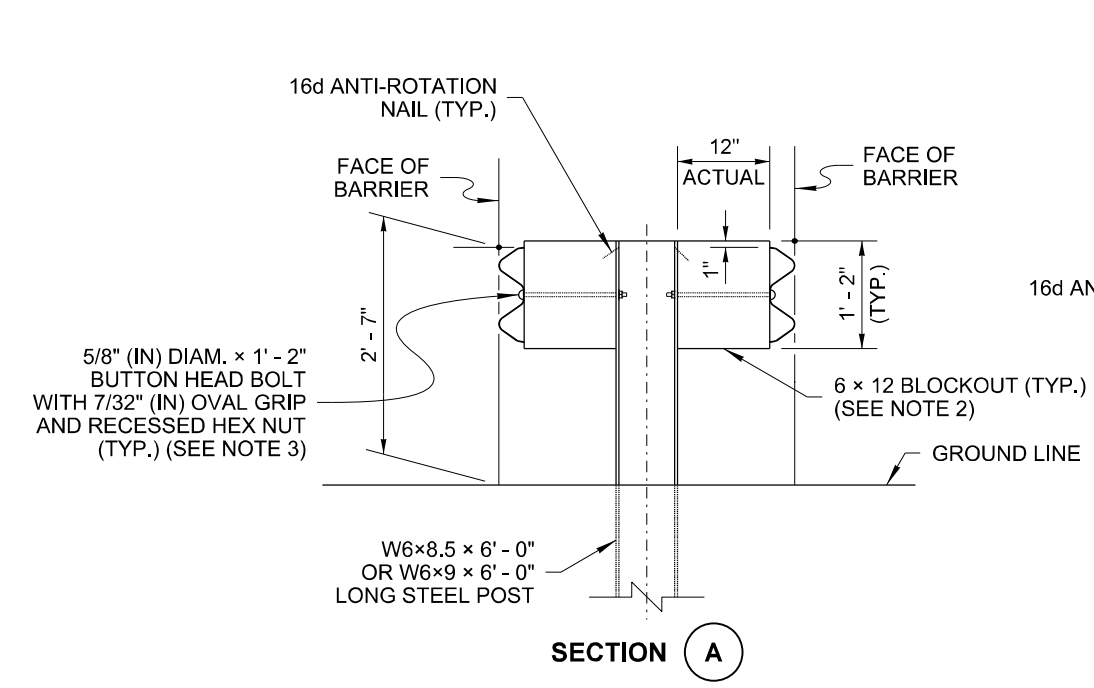 16d ANTI-ROTATION
NAIL (TYP.)
FACE OF
BARRIER
12"
ACTUAL
FACE OF
BARRIER
1"
1' - 2"
(TYP.)
16d AN
2' - 7"
5/8" (IN) DIAM. × 1' - 2"
BUTTON HEAD BOLT
WITH 7/32" (IN) OVAL GRIP
AND RECESSED HEX NUT
(TYP.) (SEE NOTE 3)
6 × 12 BLOCKOUT (TYP.)
(SEE NOTE 2)
GROUND LINE
W6×8.5 × 6' - 0"
OR W6×9 × 6' - 0"
LONG STEEL POST
SECTION A